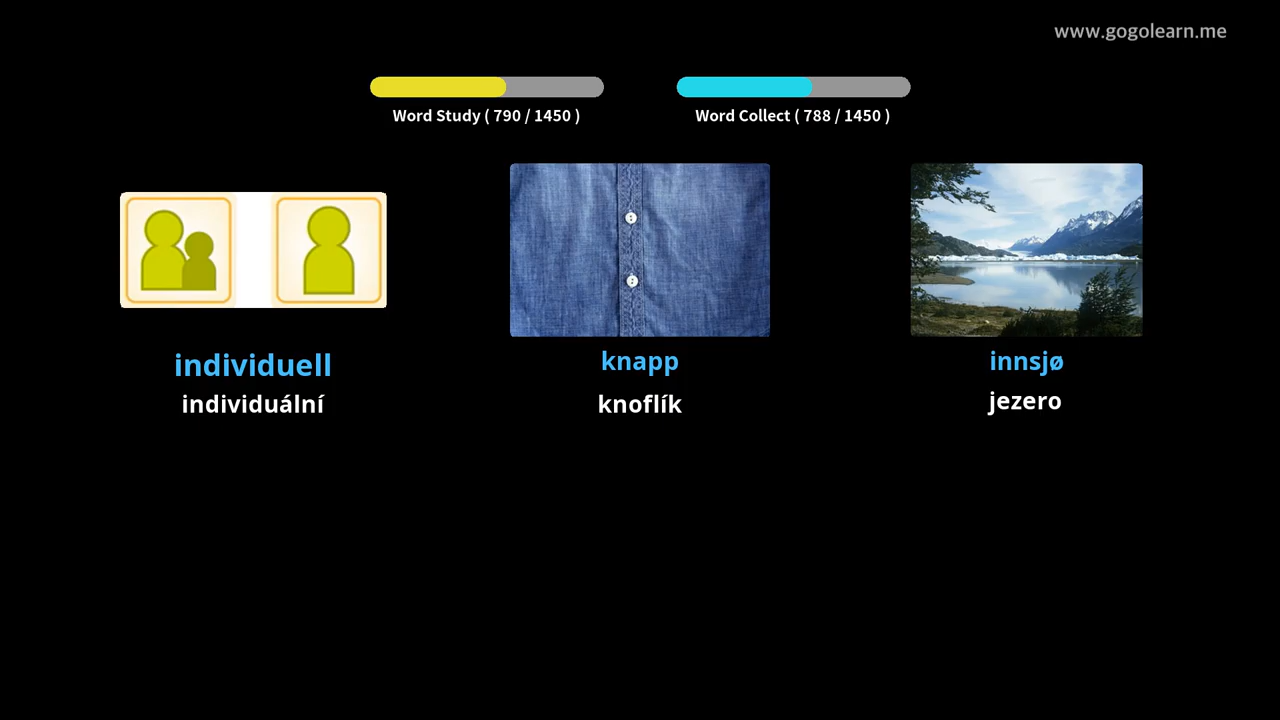 www.gogolearn.me
Word Study ( 790 / 1450 )
Word Collect ( 788 / 1450 )
individuell
individuální
knapp
knoflík
innsjø
jezero